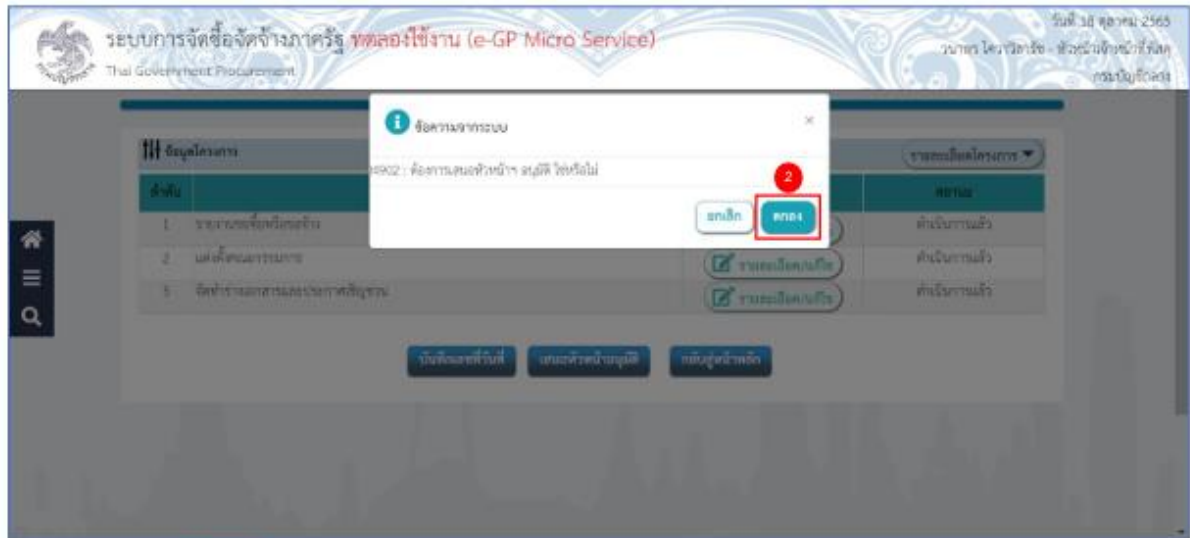 ระบบการจัดซื้อจัดจ้างภาครัฐ ทดลองใช้งาน (e-GP Micro Service)
Thai Government Procurement
วันที่ 18 ตุลาคม 2565
หัวหน้าเจ้าหน้าที่พัสดุ
กรมบัญชีกลาง
ข้อความจากระบบ
×
ต้องการเสนอหัวหน้าฯ อนุมัติ ใช่หรือไม่
2
ยกเลิก
ตกลง
ข้อมูลโครงการ
รายละเอียดโครงการ
ลำดับ
สถานะ
1 รายงานขอซื้อหรือขอจ้าง ดำเนินการแล้ว
2 แต่งตั้งคณะกรรมการ รายละเอียด/แก้ไข ดำเนินการแล้ว
จัดทำร่างเอกสารและประกาศเชิญชวน รายละเอียด/แก้ไข ดำเนินการแล้ว
บันทึกเลขที่วันที่
เสนอหัวหน้าอนุมัติ
กลับสู่หน้าหลัก